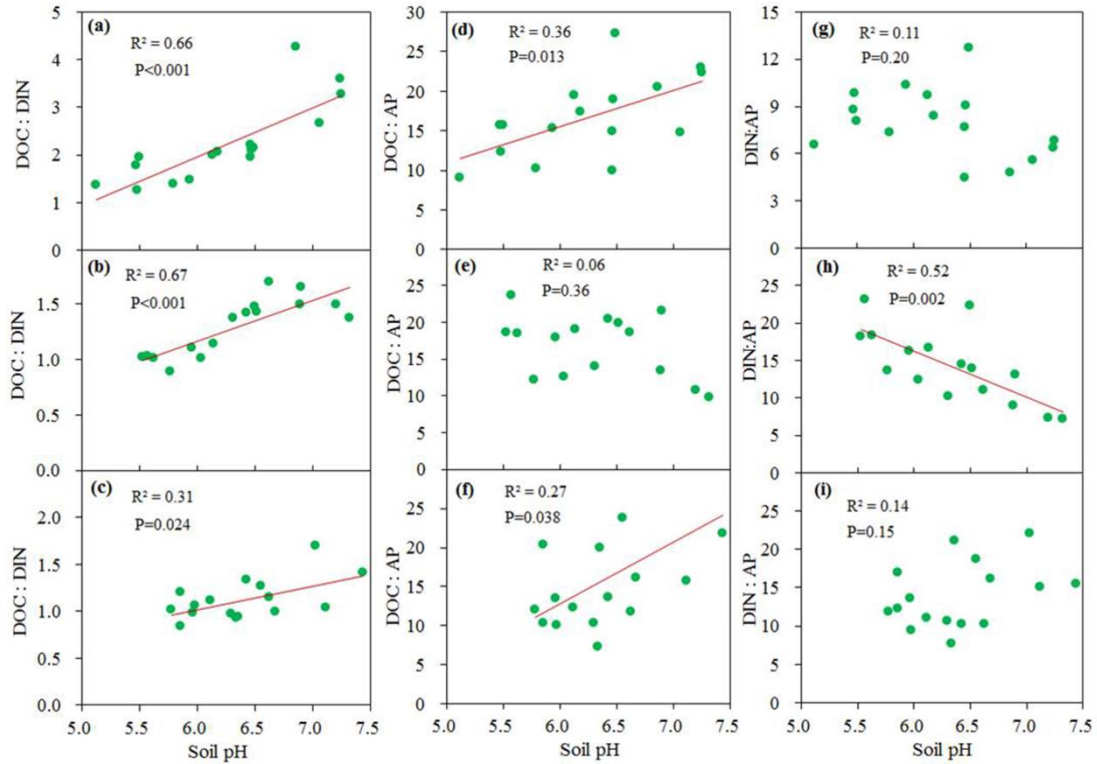 (a)
R² = 0.66
P<0.001
DOC : DIN
5
4
3
2
1
0
(d)
R² = 0.36
P=0.013
DOC : AP
30
25
20
15
10
5
0
(g)
R² = 0.11
P=0.20
DIN:AP
15
12
9
6
3
0
(b)
R² = 0.67
P<0.001
DOC : DIN
1.5
1.0
0.5
0.0
(e)
R² = 0.06
P=0.36
DOC : AP
25
20
15
10
5
0
(h)
R² = 0.52
P=0.002
DIN:AP
25
20
15
10
5
0
(c)
R² = 0.31
P=0.024
DOC : DIN
2.0
1.5
1.0
0.5
0.0
5.0 5.5 6.0 6.5 7.0 7.5
Soil pH
(f)
R² = 0.27
P=0.038
DOC : AP
25
20
15
10
5
0
5.0 5.5 6.0 6.5 7.0 7.5
Soil pH
(i)
R² = 0.14
P=0.15
DIN : AP
25
20
15
10
5
0
5.0 5.5 6.0 6.5 7.0 7.5
Soil pH